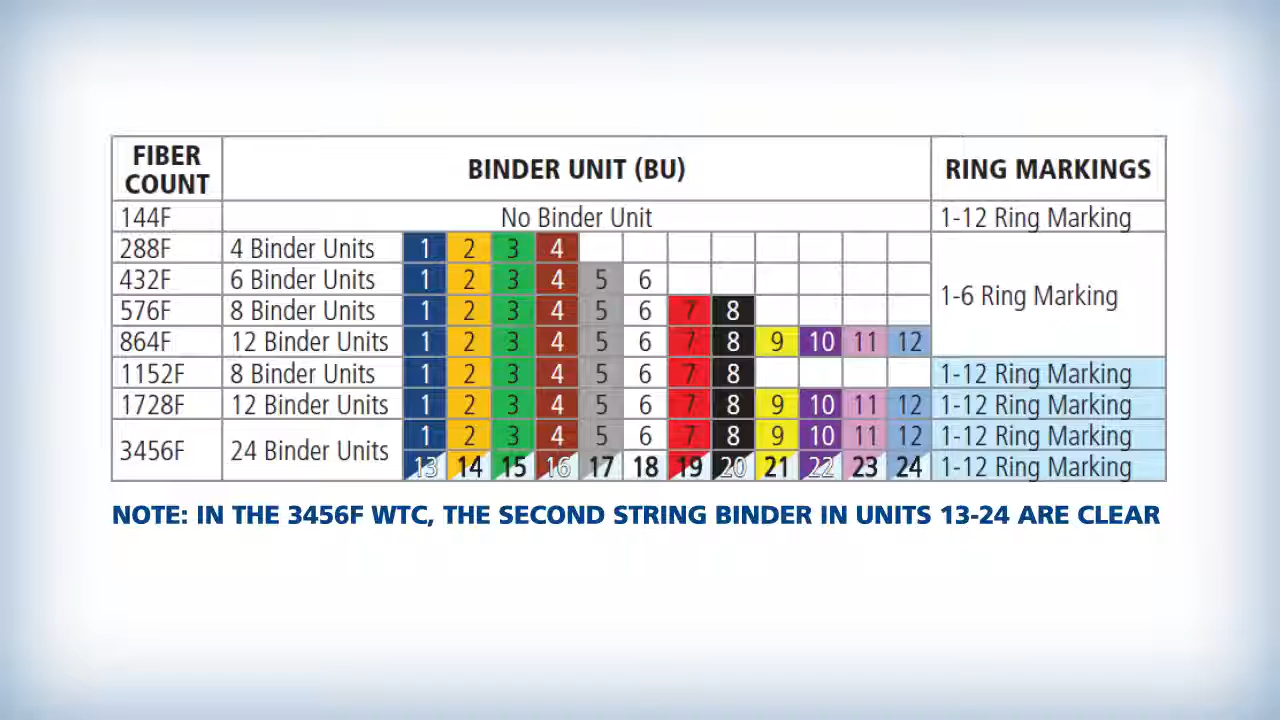 FIBER COUNT BINDER UNIT (BU) RING MARKINGS
144F No Binder Unit 1-12 Ring Marking
288F 4 Binder Units 1 2 3 4
432F 6 Binder Units 1 2 3 4 5 6
1-6 Ring Marking
576F 8 Binder Units 1 2 3 4 5 6 7 8
864F 12 Binder Units 1 2 3 4 5 6 7 8 9 10 11 12
1152F 8 Binder Units 1 2 3 4 5 6 7 8 1-12 Ring Marking
1728F 12 Binder Units 1 2 3 4 5 6 7 8 9 10 11 12 1-12 Ring Marking
3456F 24 Binder Units 1 2 3 4 5 6 7 8 9 10 11 12 1-12 Ring Marking
13 14 15 16 17 18 19 20 21 22 23 24 1-12 Ring Marking
NOTE: IN THE 3456F WTC, THE SECOND STRING BINDER IN UNITS 13-24 ARE CLEAR